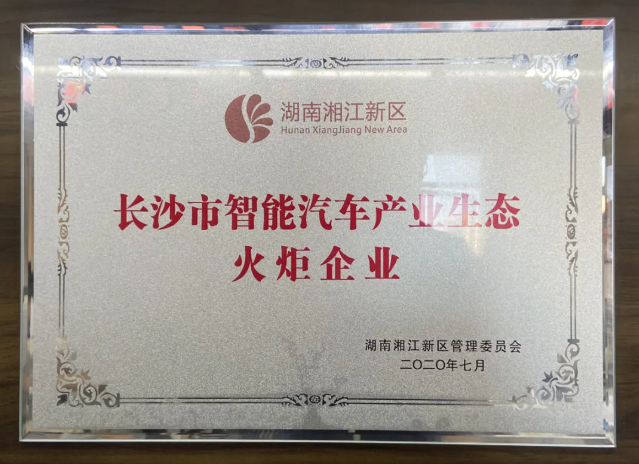 湖南湘江新区
Hunan XiangJiang New Area
长沙市智能汽车产业生态
火炬企业
湖南湘江新区管理委员会
二〇二〇年七月